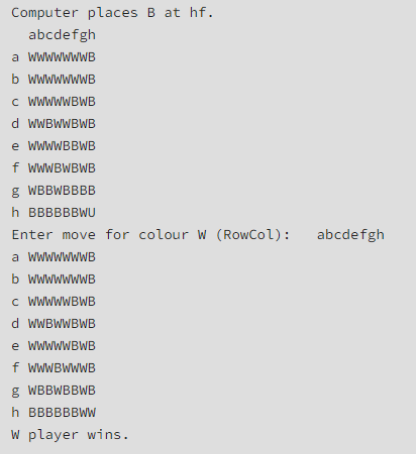 Computer places B at hf.
  abcdefgh
a WWWWWWWB
b WWWWWWWB
c WWWWWBWB
d WWBWWBWB
e WWWWBBWB
f WWWBWBWB
g WBBWBBBB
h BBBBBBWU
Enter move for colour W (RowCol):   abcdefgh
a WWWWWWWB
b WWWWWWWB
c WWWWWBWB
d WWBWWBWB
e WWWWWBWB
f WWWBWWWB
g WBBWBBWB
h BBBBBBWW
W player wins.